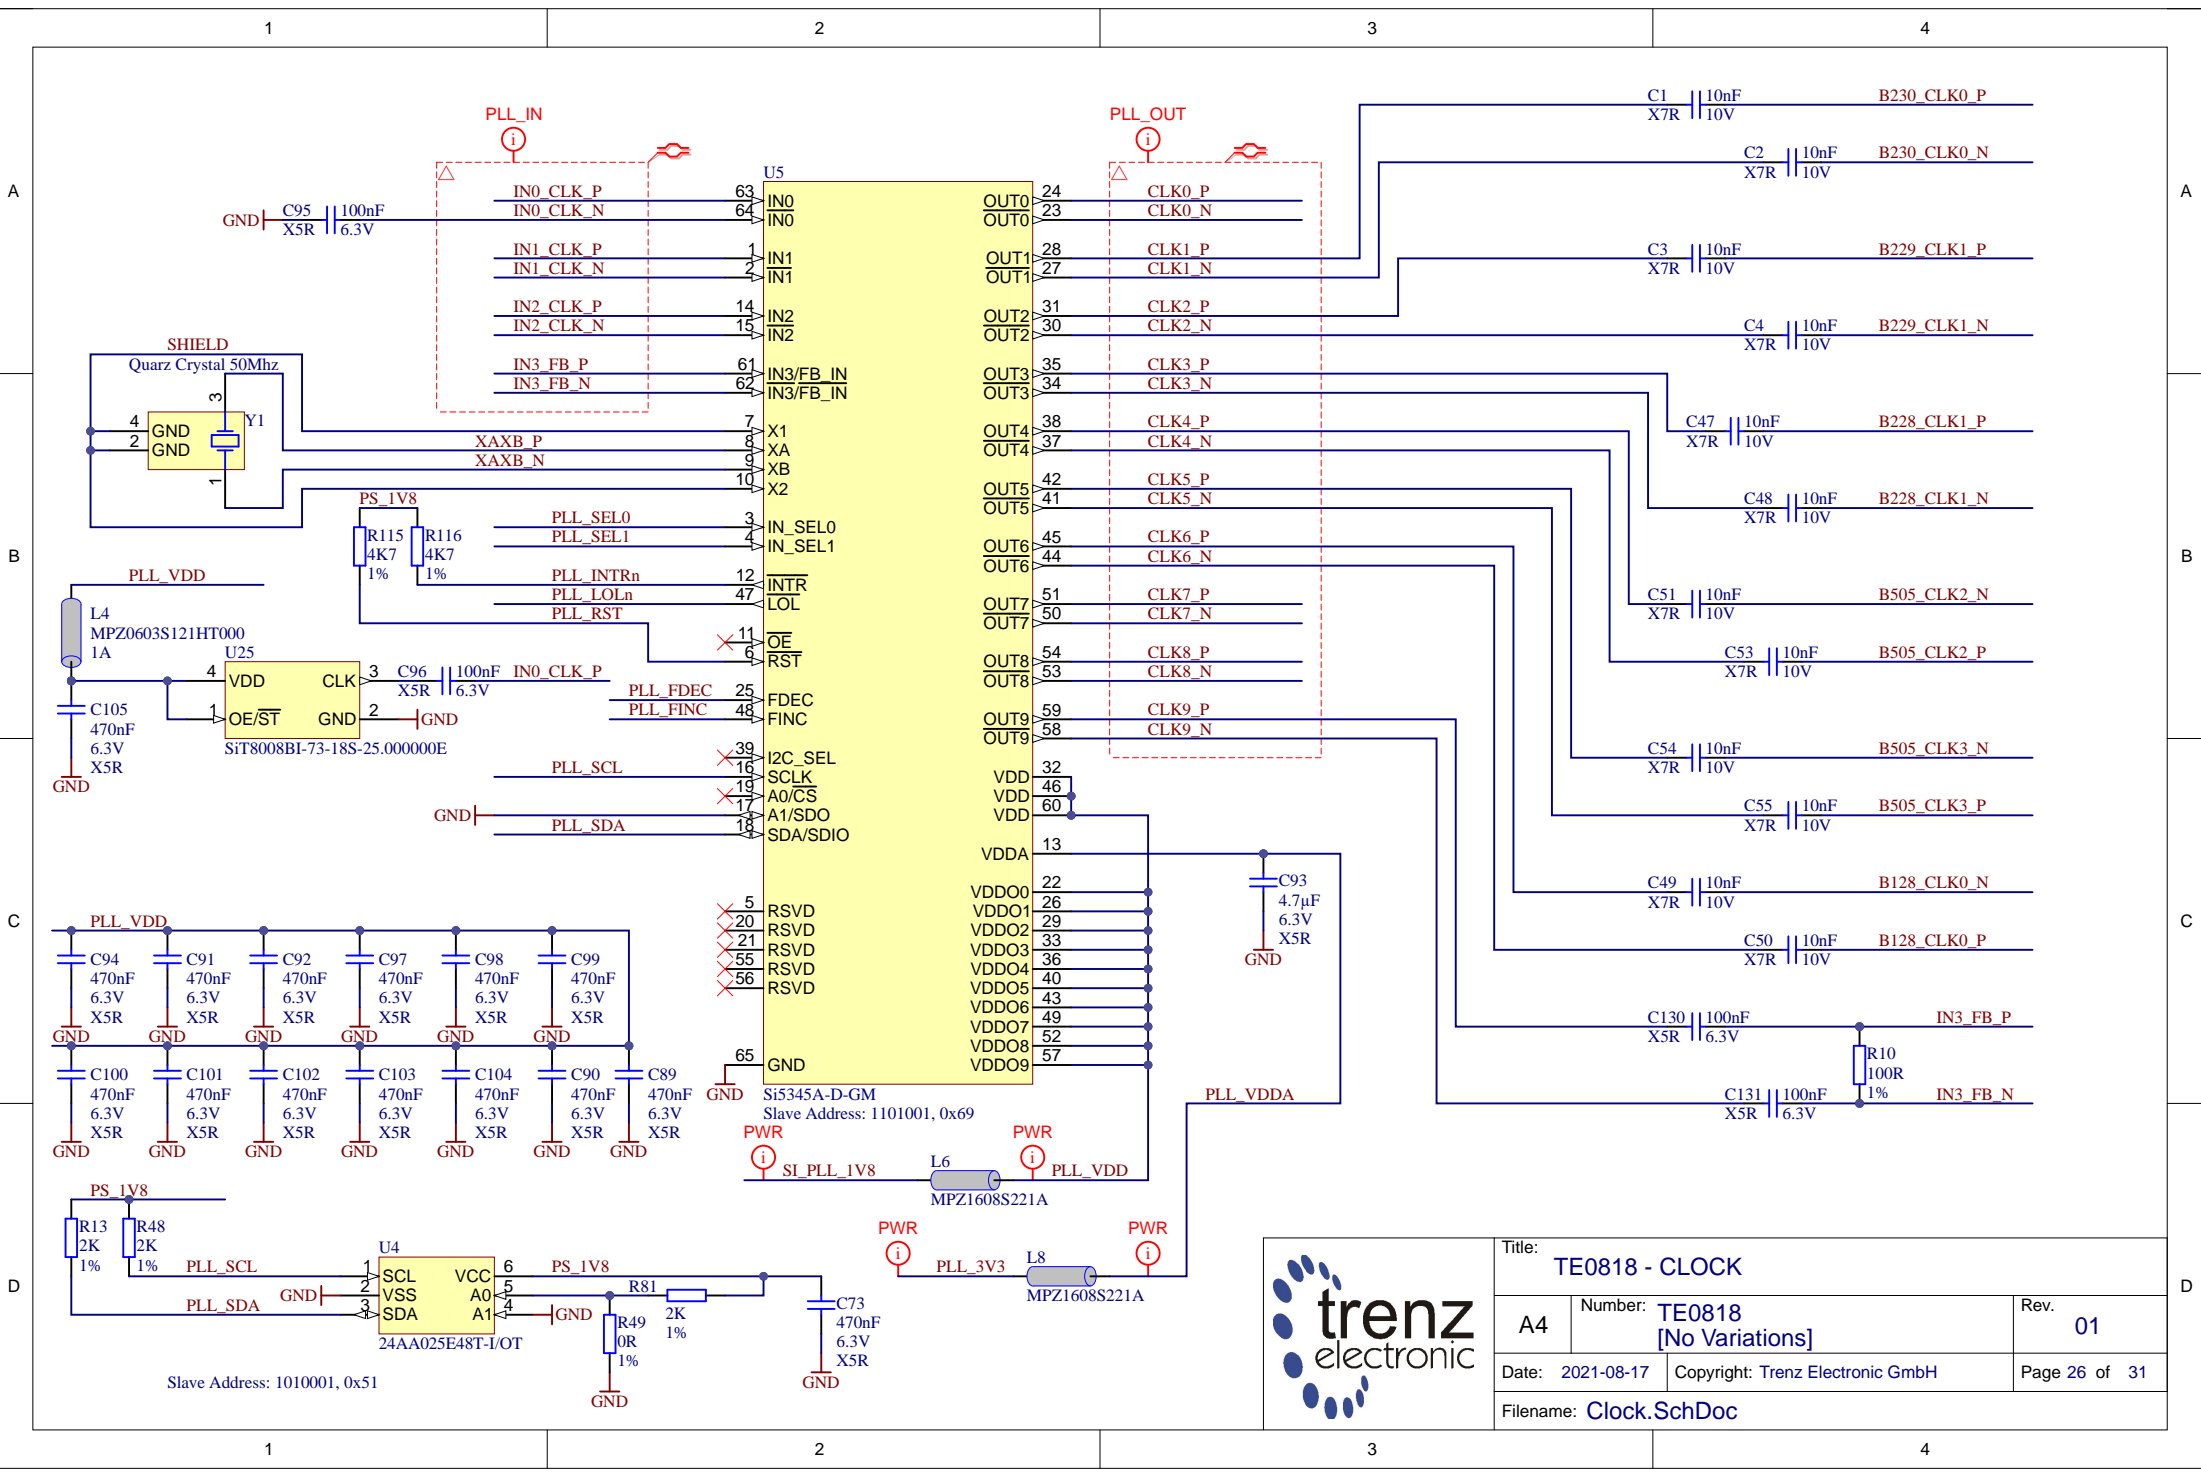 1 2 3 4
A
B
C
D
A
B
C
D
1 2 3 4
PLL_IN
PLL_OUT
U5
GND C95 100nF
X5R 6.3V
IN0_CLK_P 63 IN0
IN0_CLK_N 64 IN0
IN1_CLK_P 1 IN1
IN1_CLK_N 2 IN1
IN2_CLK_P 14 IN2
IN2_CLK_N 15 IN2
IN3_FB_P 61 IN3/FB_IN
IN3_FB_N 62 IN3/FB_IN
SHIELD
Quarz Crystal 50Mhz
3
4 GND Y1
2 GND
1
7 X1
XAXB_P 8 XA
XAXB_N 9 XB
10 X2
PS_1V8
R115 4K7 1%
R116 4K7 1%
PLL_SEL0 3 IN_SEL0
PLL_SEL1 4 IN_SEL1
PLL_INTRn 12 INTR
PLL_LOLn 47 LOL
PLL_RST
11 OE
6 RST
PLL_FDEC 25 FDEC
PLL_FINC 48 FINC
39 I2C_SEL
PLL_SCL 16 SCLK
19 A0/CS
GND 17 A1/SDO
PLL_SDA 18 SDA/SDIO
5 RSVD
20 RSVD
21 RSVD
55 RSVD
56 RSVD
GND 65 GND
Si5345A-D-GM
Slave Address: 1101001, 0x69
OUT0 24 CLK0_P
OUT0 23 CLK0_N
OUT1 28 CLK1_P
OUT1 27 CLK1_N
OUT2 31 CLK2_P
OUT2 30 CLK2_N
OUT3 35 CLK3_P
OUT3 34 CLK3_N
OUT4 38 CLK4_P
OUT4 37 CLK4_N
OUT5 42 CLK5_P
OUT5 41 CLK5_N
OUT6 45 CLK6_P
OUT6 44 CLK6_N
OUT7 51 CLK7_P
OUT7 50 CLK7_N
OUT8 54 CLK8_P
OUT8 53 CLK8_N
OUT9 59 CLK9_P
OUT9 58 CLK9_N
VDD 32
VDD 46
VDD 60
VDDA 13
VDDO0 22
VDDO1 26
VDDO2 29
VDDO3 33
VDDO4 36
VDDO5 40
VDDO6 43
VDDO7 49
VDDO8 52
VDDO9 57
C93
4.7µF
6.3V
X5R
GND
C1 10nF B230_CLK0_P
X7R 10V
C2 10nF B230_CLK0_N
X7R 10V
C3 10nF B229_CLK1_P
X7R 10V
C4 10nF B229_CLK1_N
X7R 10V
C47 10nF B228_CLK1_P
X7R 10V
C48 10nF B228_CLK1_N
X7R 10V
C51 10nF B505_CLK2_N
X7R 10V
C53 10nF B505_CLK2_P
X7R 10V
C54 10nF B505_CLK3_N
X7R 10V
C55 10nF B505_CLK3_P
X7R 10V
C49 10nF B128_CLK0_N
X7R 10V
C50 10nF B128_CLK0_P
X7R 10V
C130 100nF IN3_FB_P
X5R 6.3V
R10
100R
1%
C131 100nF IN3_FB_N
X5R 6.3V
PLL_VDD
L4
MPZ0603S121HT000
1A
U25
4 VDD CLK 3 C96 100nF IN0_CLK_P
X5R 6.3V
1 OE/ST GND 2 GND
SiT8008BI-73-18S-25.000000E
C105
470nF
6.3V
X5R
GND
PLL_VDD
C94 C91 C92 C97 C98 C99
470nF 470nF 470nF 470nF 470nF 470nF
6.3V 6.3V 6.3V 6.3V 6.3V 6.3V
X5R X5R X5R X5R X5R X5R
GND GND GND GND GND GND
C100 C101 C102 C103 C104 C90 C89
470nF 470nF 470nF 470nF 470nF 470nF 470nF
6.3V 6.3V 6.3V 6.3V 6.3V 6.3V 6.3V
X5R X5R X5R X5R X5R X5R X5R
GND GND GND GND GND GND GND
PWR PWR
SI_PLL_1V8 L6 PLL_VDD
MPZ1608S221A
PLL_VDDA
PWR PWR
PLL_3V3 L8
MPZ1608S221A
PS_1V8
R13 R48
2K 2K
1% 1%
U4
PLL_SCL 1 SCL VCC 6 PS_1V8
GND 2 VSS A0 5 R81
PLL_SDA 3 SDA A1 4 GND
2K
1%
24AA025E48T-I/OT
R49
0R
1%
GND
C73
470nF
6.3V
X5R
GND
Slave Address: 1010001, 0x51
trenz
electronic
Title:
TE0818 - CLOCK
A4 Number: TE0818
[No Variations]
Rev.
01
Date: 2021-08-17 Copyright: Trenz Electronic GmbH Page 26 of 31
Filename: Clock.SchDoc